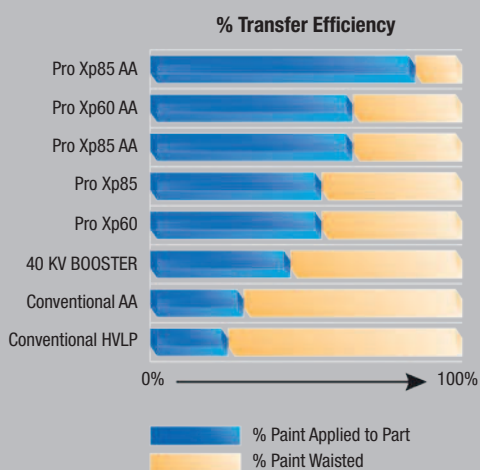 % Transfer Efficiency
Pro Xp85 AA
Pro Xp60 AA
Pro Xp85 AA
Pro Xp85
Pro Xp60
40 KV BOOSTER
Conventional AA
Conventional HVLP
0% 100%
% Paint Applied to Part
% Paint Waisted